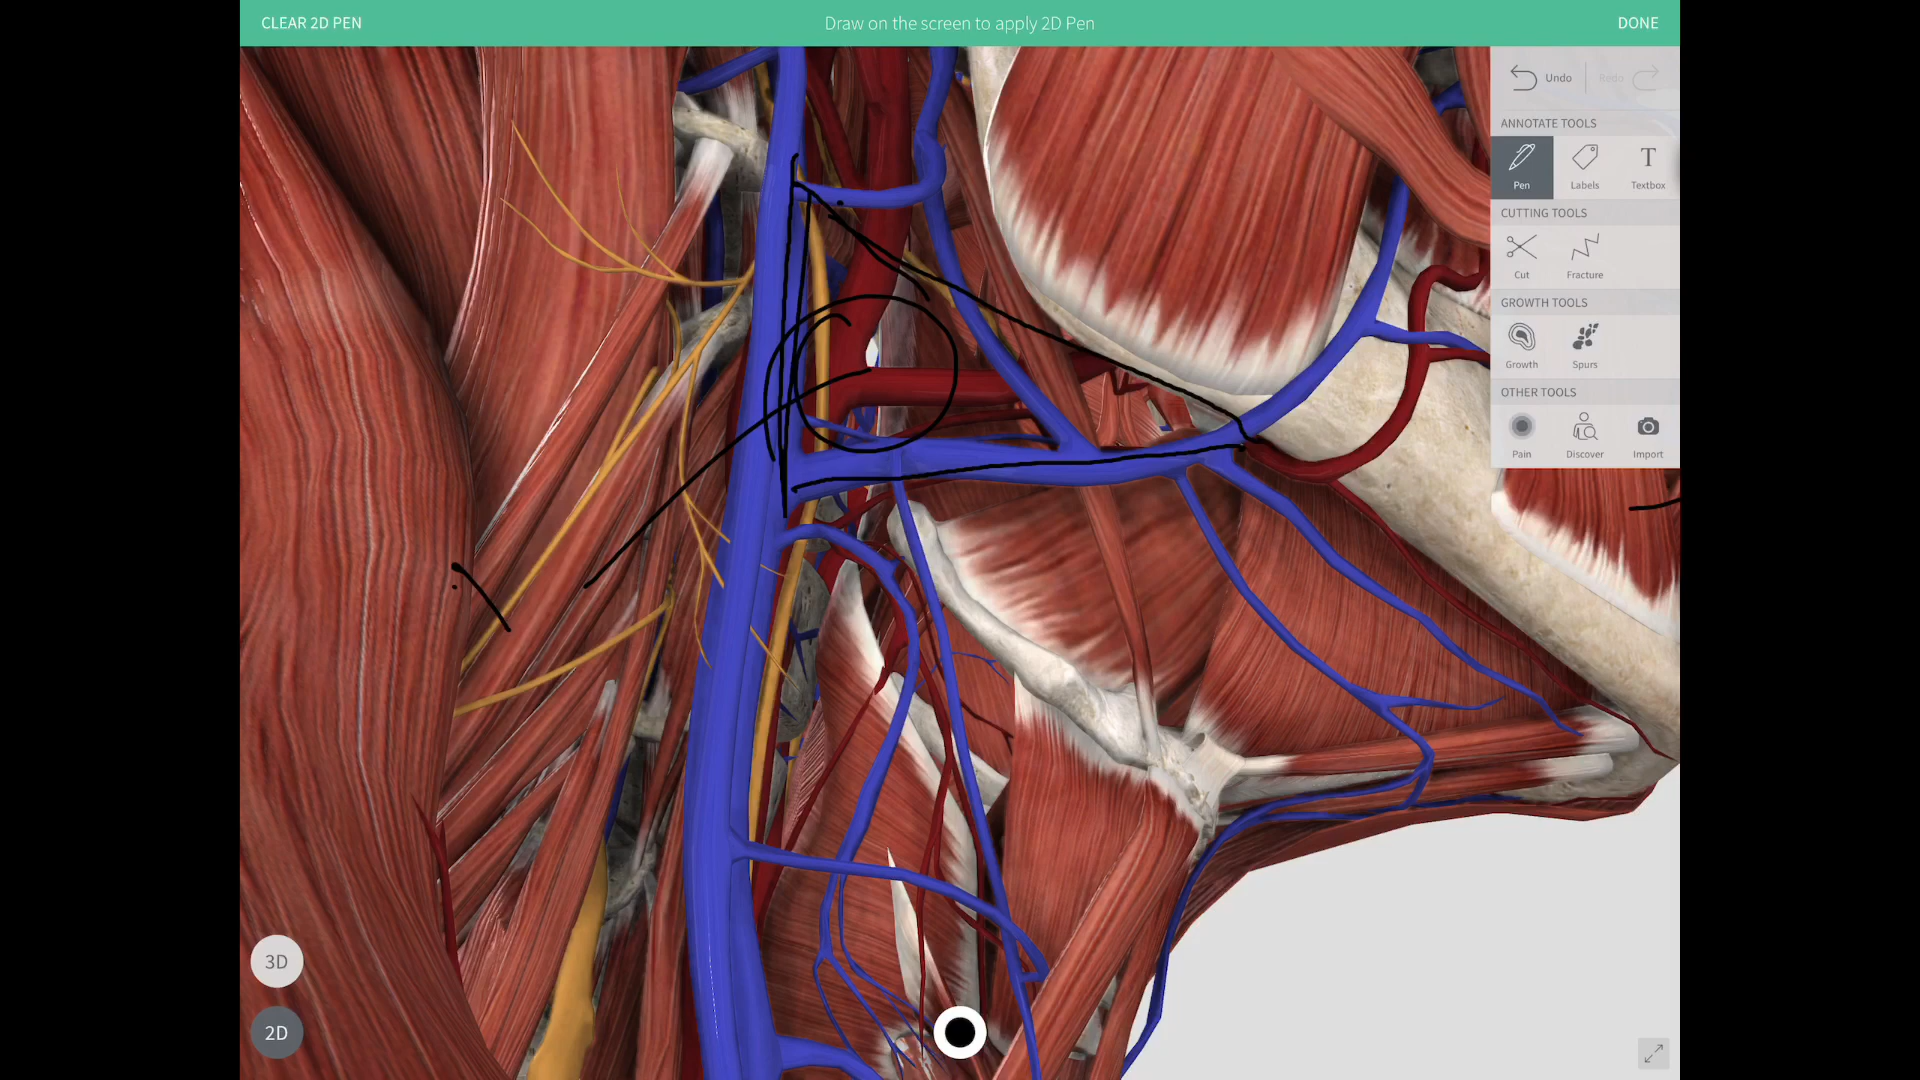 CLEAR 2D PEN Draw on the screen to apply 2D Pen DONE
Undo Redo
ANNOTATE TOOLS
Pen Labels Textbox
CUTTING TOOLS
Cut Fracture
GROWTH TOOLS
Growth Spurs
OTHER TOOLS
Pain Discover Import
3D
2D